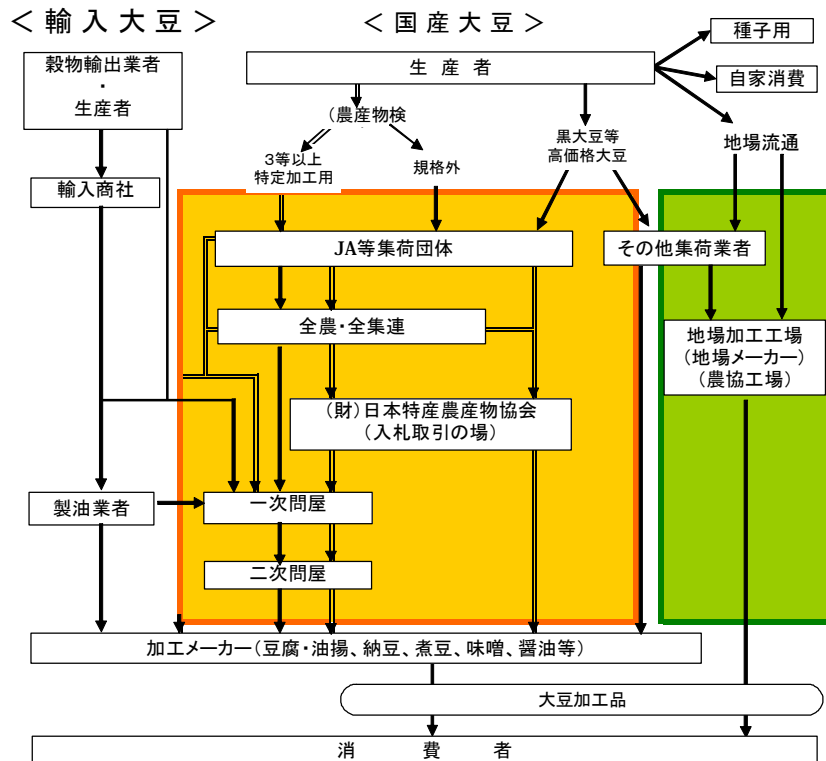 ＜輸入大豆＞
＜国産大豆＞
穀物輸出業者
・
生産者
生産者
種子用
自家消費
（農産物検
3等以上
特定加工用
規格外
黒大豆等
高価格大豆
地場流通
輸入商社
JA等集荷団体
その他集荷業者
全農・全集連
地場加工工場
（地場メーカー）
（農協工場）
（財）日本特産農産物協会
（入札取引の場）
製油業者
一次問屋
二次問屋
加工メーカー（豆腐・油揚、納豆、煮豆、味噌、醤油等）
大豆加工品
消費者